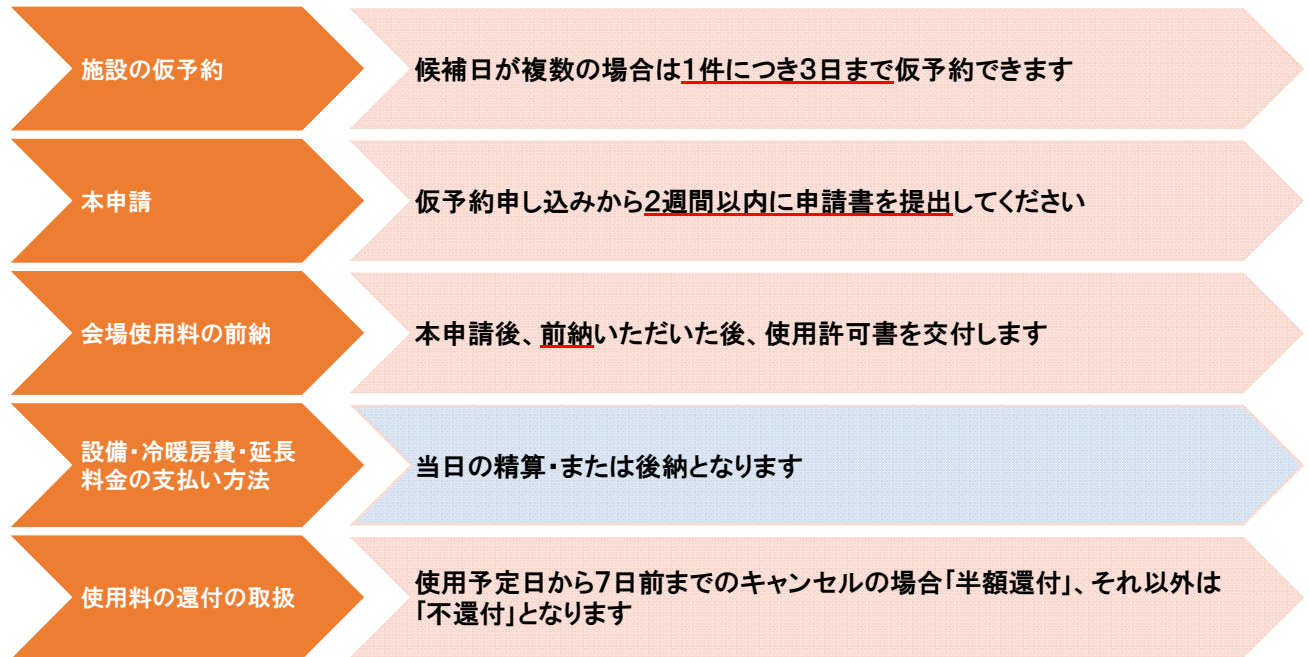 施設の仮予約
候補日が複数の場合は1件につき3日まで仮予約できます
本申請
仮予約申し込みから2週間以内に申請書を提出してください
会場使用料の前納
本申請後、前納いただいた後、使用許可書を交付します
設備・冷暖房費・延長
料金の支払い方法
当日の精算・または後納となります
使用料の還付の取扱
使用予定日から7日前までのキャンセルの場合「半額還付」、それ以外は
「不還付」となります